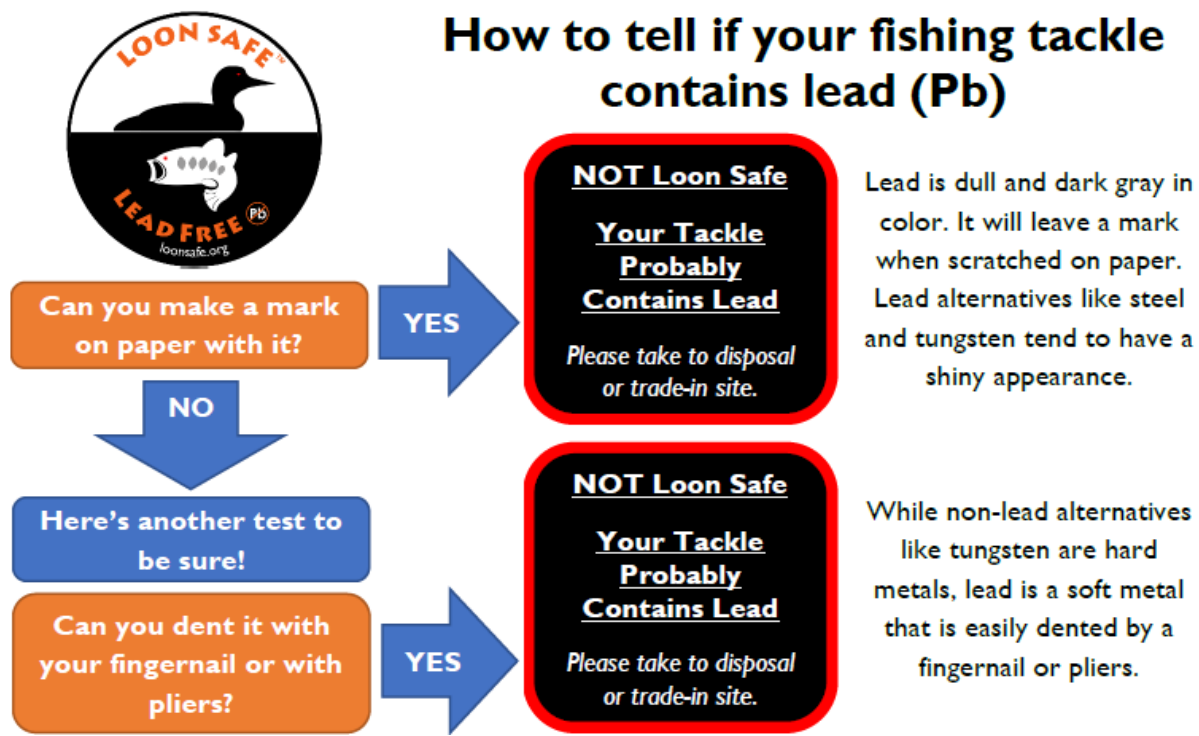 LOON SAFE™
LEAD FREE Pb
loonsafe.org
How to tell if your fishing tackle
contains lead (Pb)
Can you make a mark
on paper with it?
YES
NOT Loon Safe
Your Tackle
Probably
Contains Lead
Please take to disposal
or trade-in site.
Lead is dull and dark gray in
color. It will leave a mark
when scratched on paper.
Lead alternatives like steel
and tungsten tend to have a
shiny appearance.
NO
Here's another test to
be sure!
Can you dent it with
your fingernail or with
pliers?
YES
NOT Loon Safe
Your Tackle
Probably
Contains Lead
Please take to disposal
or trade-in site.
While non-lead alternatives
like tungsten are hard
metals, lead is a soft metal
that is easily dented by a
fingernail or pliers.